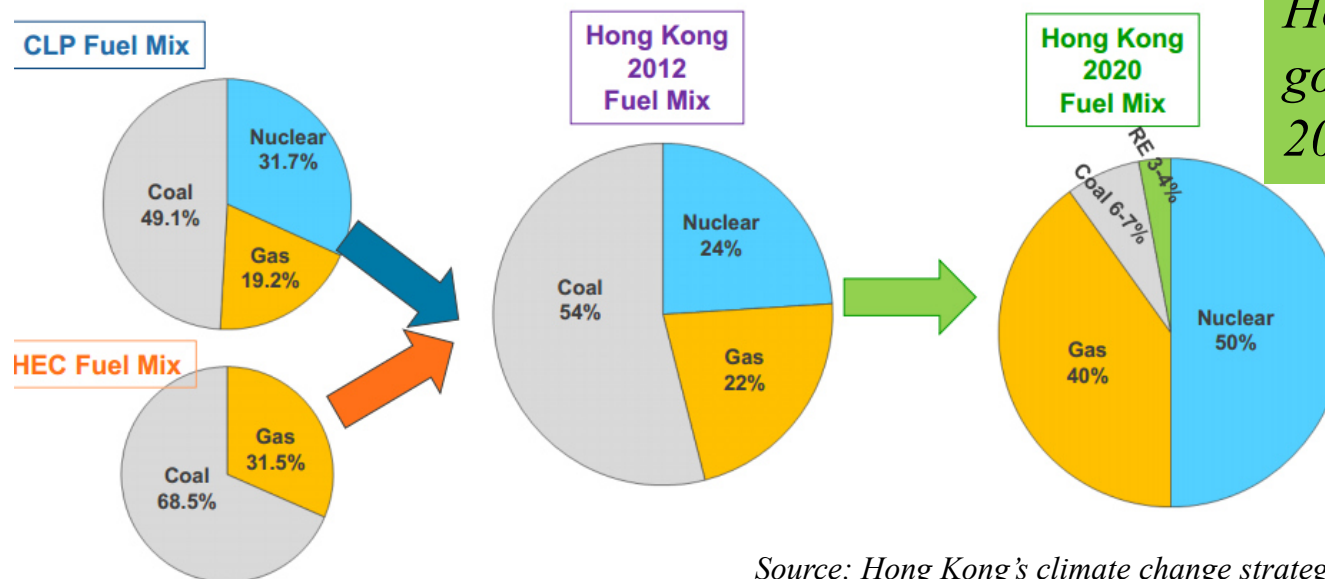 CLP Fuel Mix
Nuclear
31.7%
Coal
49.1%
Gas
19.2%
HEC Fuel Mix
Gas
31.5%
Coal
68.5%
Hong Kong
2012
Fuel Mix
Nuclear
24%
Coal
54%
Gas
22%
Hong Kong
2020
Fuel Mix
RE 3-4%
Coal 6-7%
Nuclear
50%
Gas
40%
Source: Hong Kong's climate change strateg